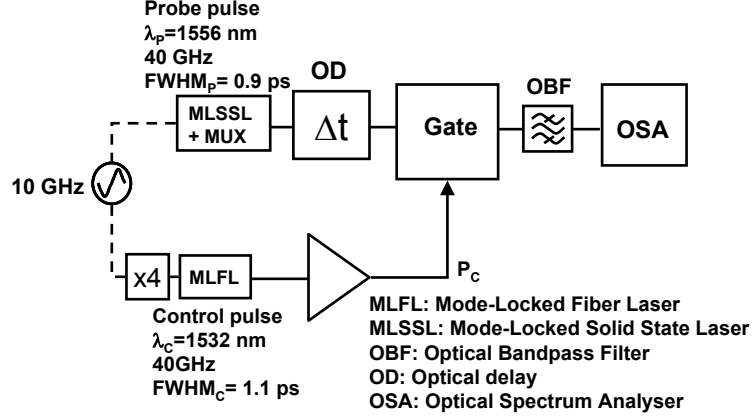 Probe pulse
λP=1556 nm
40 GHz
FWHMP= 0.9 ps
OD
MLSSL
+ MUX
Δt
Gate
OBF
OSA
10 GHz
x4
MLFL
PC
Control pulse
λC=1532 nm
40GHz
FWHMC= 1.1 ps
MLFL: Mode-Locked Fiber Laser
MLSSL: Mode-Locked Solid State Laser
OBF: Optical Bandpass Filter
OD: Optical delay
OSA: Optical Spectrum Analyser